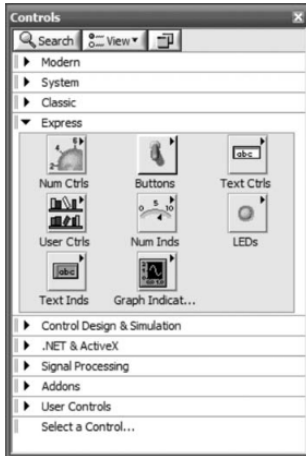 Controls
Search View
Modern
System
Classic
Express
Num Ctrls Buttons Text Ctrls
User Ctrls Num Inds LEDs
Text Inds Graph Indicat...
Control Design & Simulation
.NET & ActiveX
Signal Processing
Addons
User Controls
Select a Control...